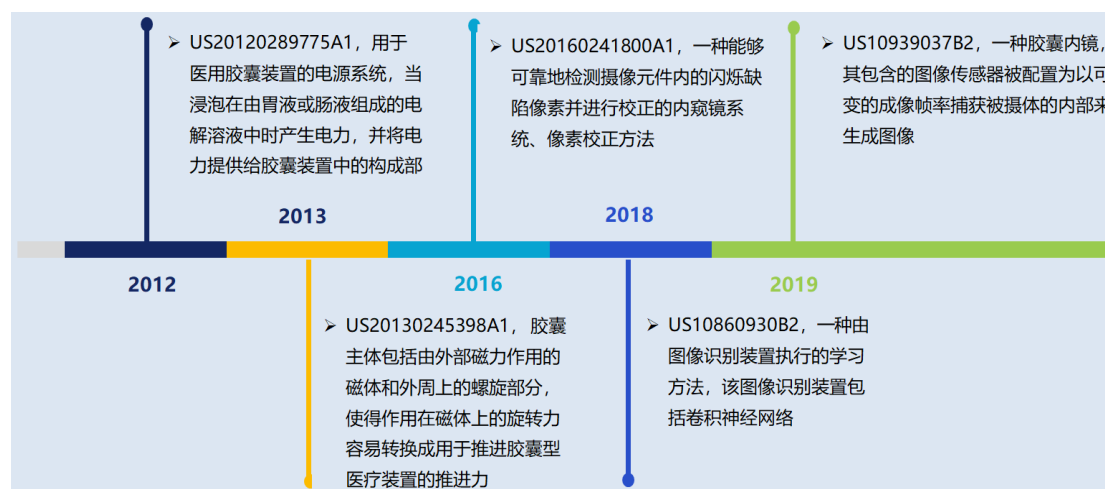 ➢ US20120289775A1，用于
医用胶囊装置的电源系统，当
浸泡在由胃液或肠液组成的电
解溶液中时产生电力，并将电
力提供给胶囊装置中的构成部
➢ US20160241800A1，一种能够
可靠地检测摄像元件内的闪烁缺
陷像素并进行校正的内窥镜系
统、像素校正方法
➢ US10939037B2，一种胶囊内镜，
其包含的图像传感器被配置为以可
变的成像帧率捕获被摄体的内部来
生成图像
2013
2018
2012
2016
2019
➢ US20130245398A1，胶囊
主体包括由外部磁力作用的
磁体和外周上的螺旋部分，
使得作用在磁体上的旋转力
容易转换成用于推进胶囊型
医疗装置的推进力
➢ US10860930B2，一种由
图像识别装置执行的学习
方法，该图像识别装置包
括卷积神经网络